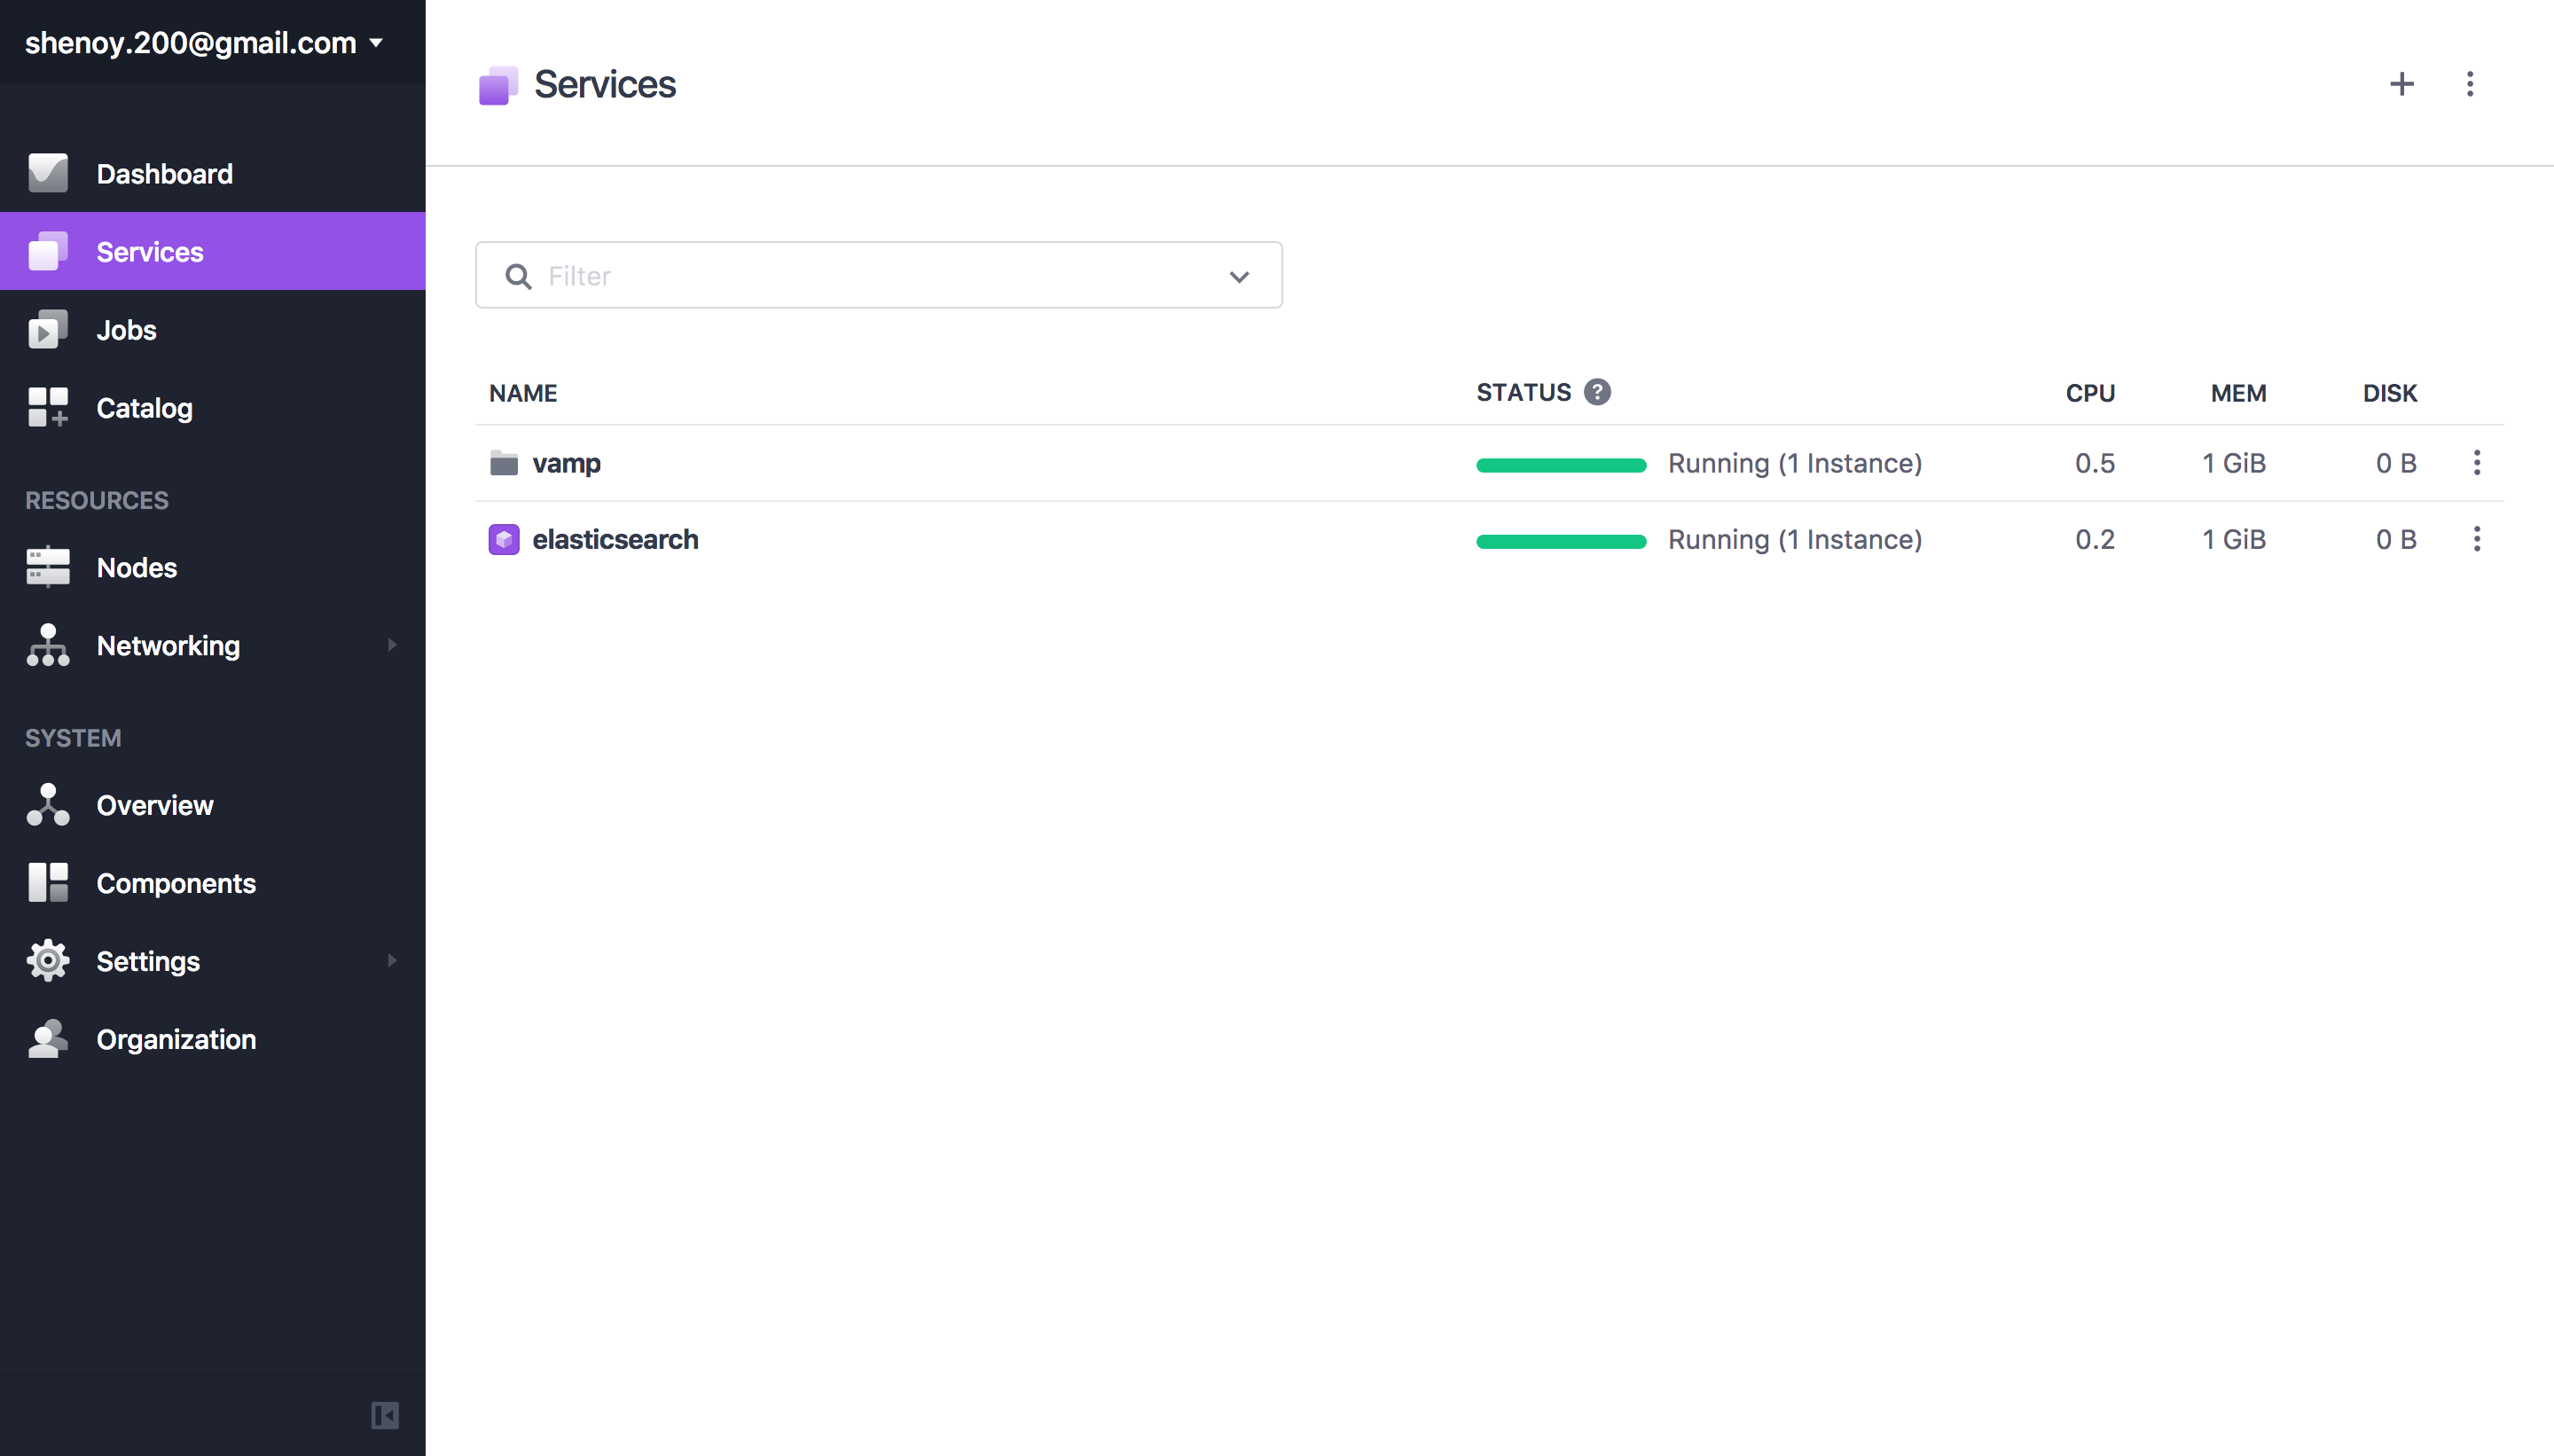 shenoy.200@gmail.com
Dashboard
Services
Jobs
Catalog
RESOURCES
Nodes
Networking
SYSTEM
Overview
Components
Settings
Organization
Services
Filter
NAME STATUS ? CPU MEM DISK
vamp Running (1 Instance) 0.5 1 GiB 0 B
elasticsearch Running (1 Instance) 0.2 1 GiB 0 B